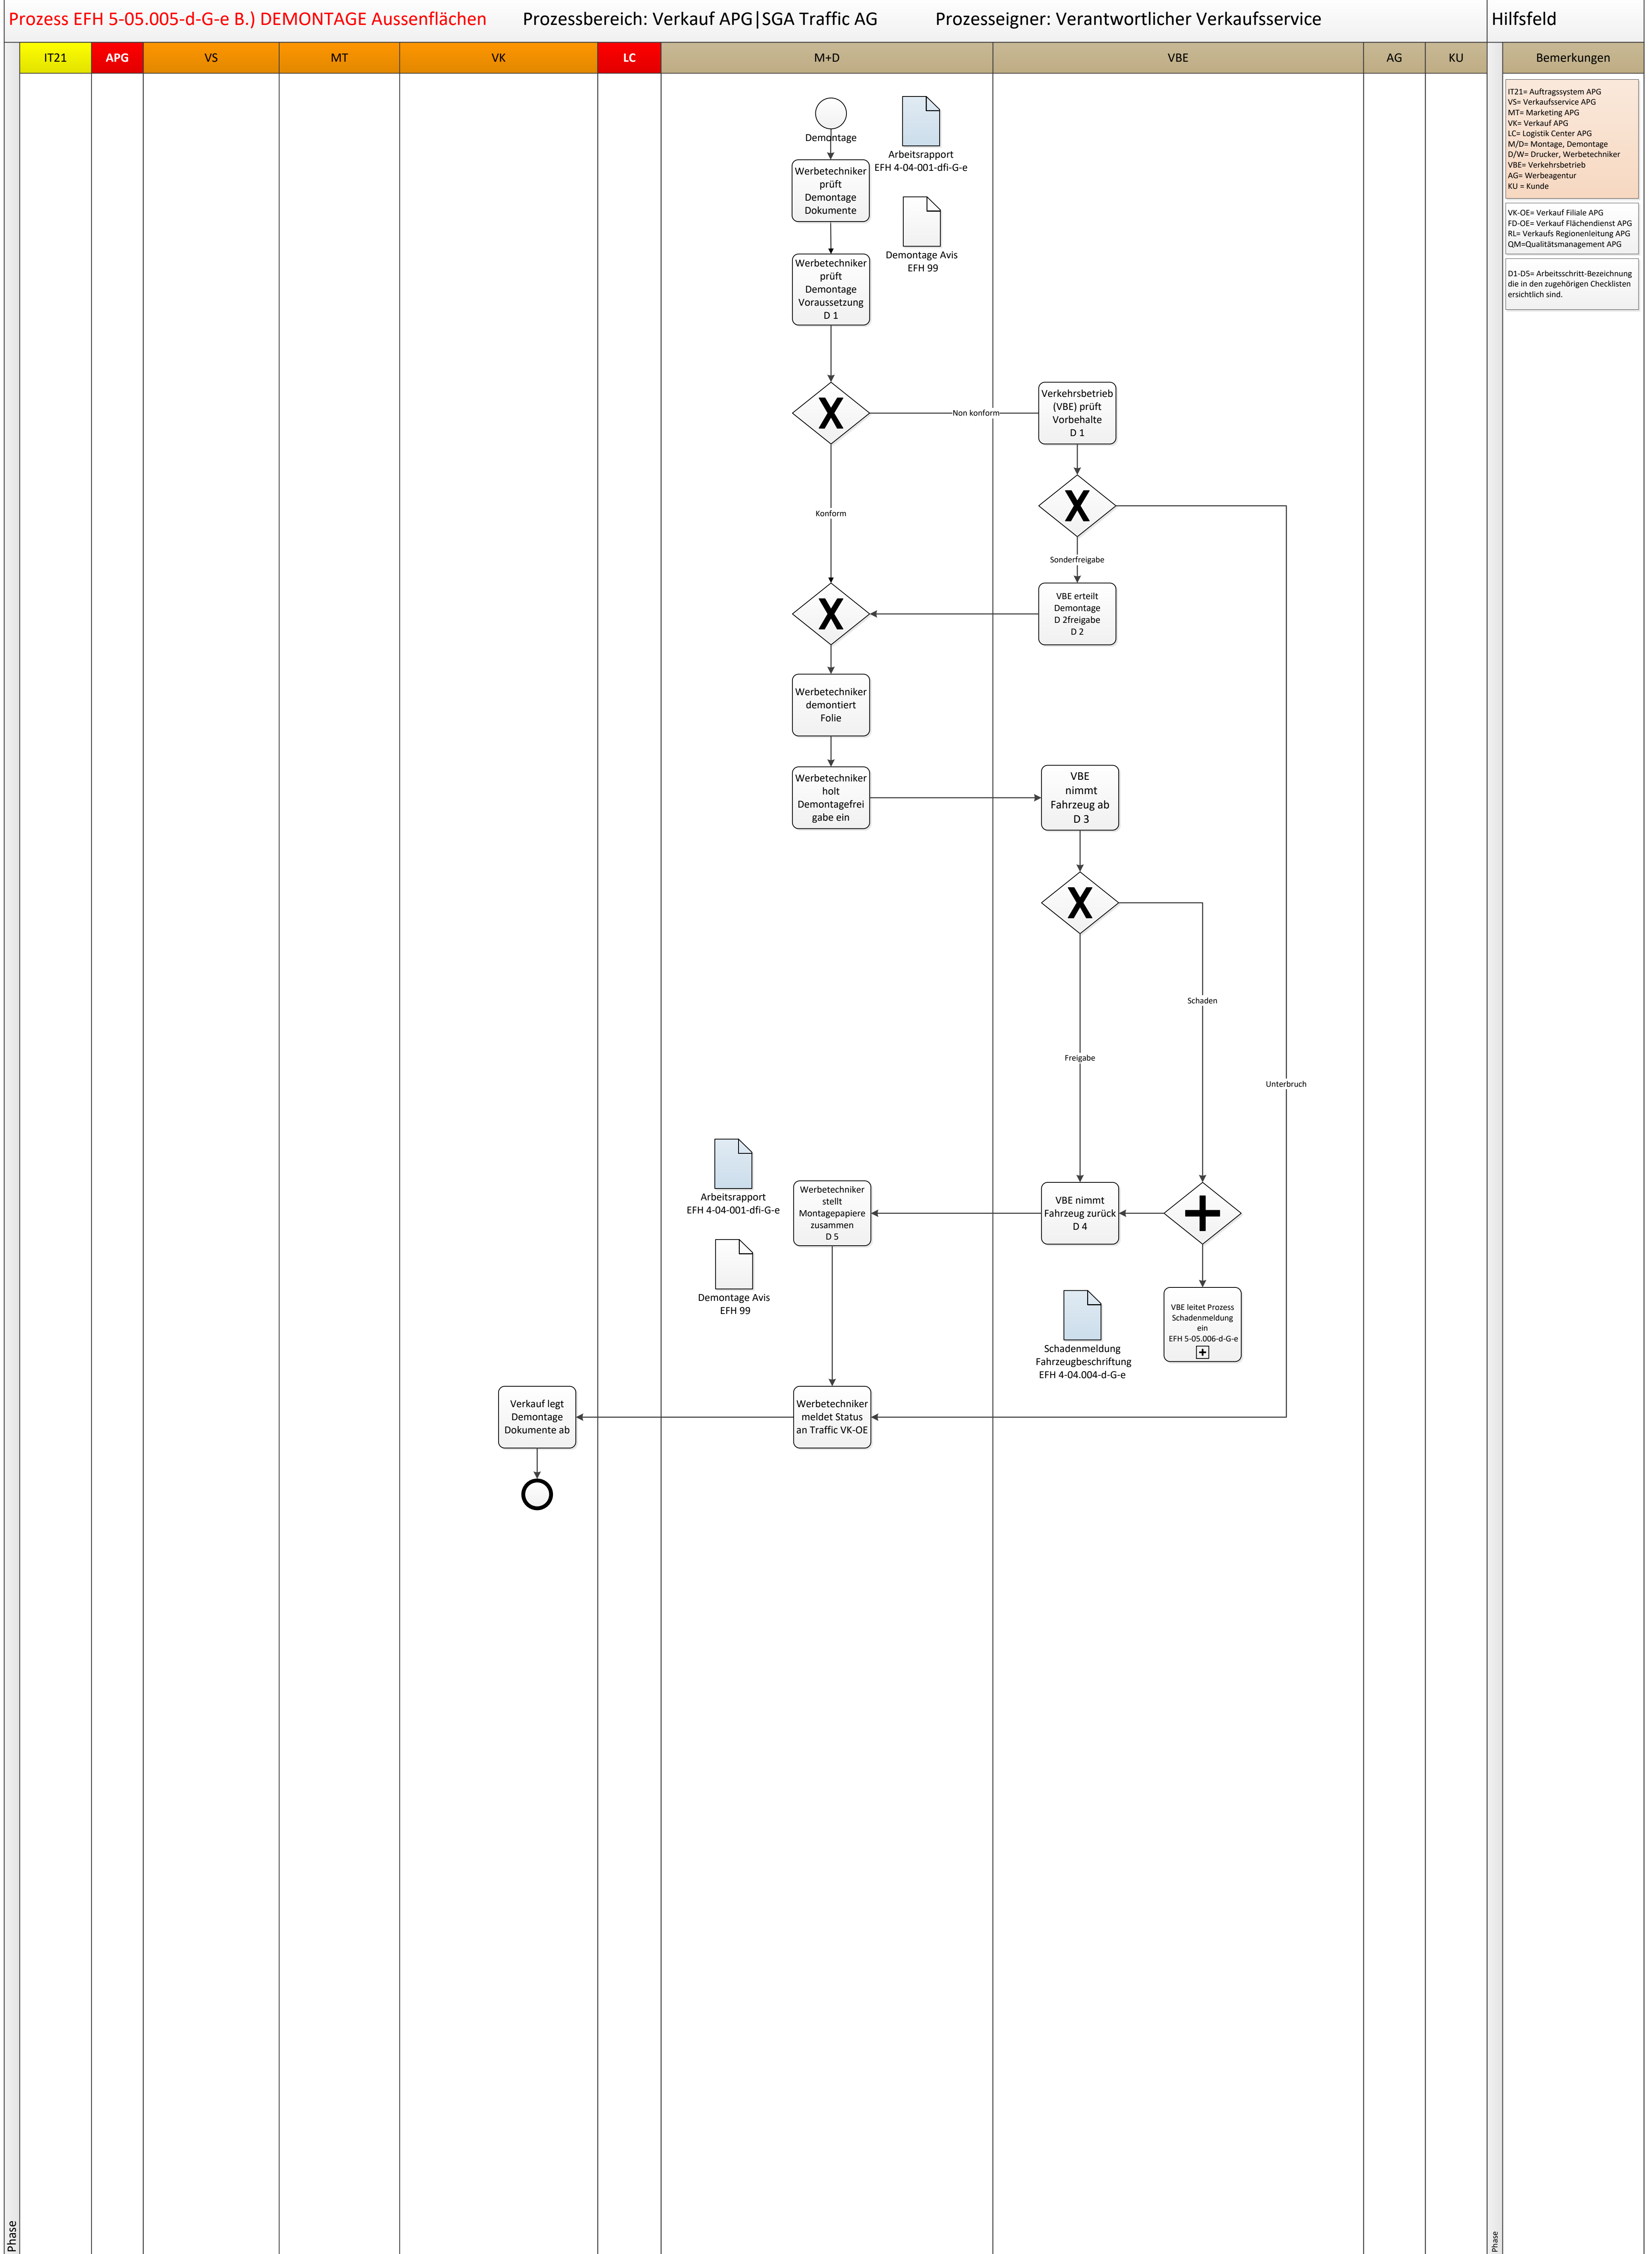 Prozess EFH 5-05.005-d-G-e B.) DEMONTAGE Aussenflächen Prozessbereich: Verkauf APG|SGA Traffic AG Prozesseigner: Verantwortlicher Verkaufsservice
Hilfsfeld
IT21 APG VS MT VK LC M+D VBE AG KU Bemerkungen
IT21= Auftragssystem APG
VS= Verkaufsservice APG
MT= Marketing APG
VK= Verkauf APG
LC= Logistik Center APG
M/D= Montage, Demontage
D/W= Drucker, Werbetechniker
VBE= Verkehrsbetrieb
AG= Werbeagentur
KU = Kunde
VK-OE= Verkauf Filiale APG
FD-OE= Verkauf Flächendienst APG
RL= Verkaufs Regionenleitung APG
QM=Qualitätsmanagement APG
D1-D5= Arbeitsschritt-Bezeichnung
die in den zugehörigen Checklisten
ersichtlich sind.
Demontage
Arbeitsrapport
EFH 4-04-001-dfi-G-e
Werbetechniker
prüft
Demontage
Dokumente
Demontage Avis
EFH 99
Werbetechniker
prüft
Demontage
Voraussetzung
D 1
X
Non konform
Verkehrsbetrieb
(VBE) prüft
Vorbehalte
D 1
X
Konform
Sonderfreigabe
X
VBE erteilt
Demontage
D 2freigabe
D 2
Werbetechniker
demontiert
Folie
Werbetechniker
holt
Demontagefrei
gabe ein
VBE
nimmt
Fahrzeug ab
D 3
X
Schaden
Freigabe
Unterbruch
Arbeitsrapport
EFH 4-04-001-dfi-G-e
Werbetechniker
stellt
Montagepapiere
zusammen
D 5
VBE nimmt
Fahrzeug zurück
D 4
Demontage Avis
EFH 99
Schadenmeldung
Fahrzeugbeschriftung
EFH 4-04.004-d-G-e
VBE leitet Prozess
Schadenmeldung
ein
EFH 5-05.006-d-G-e
Verkauf legt
Demontage
Dokumente ab
Werbetechniker
meldet Status
an Traffic VK-OE
Phase
Phase